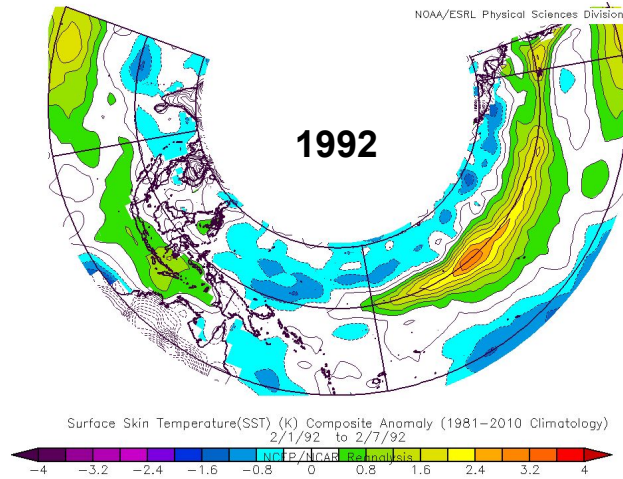 NOAA/ESRL Physical Sciences Division
1992
Surface Skin Temperature(SST) (K) Composite Anomaly (1981-2010 Climatology)
2/1/92 to 2/7/92
NCEP/NCAR Reanalysis
-4 -3.2 -2.4 -1.6 -0.8 0 0.8 1.6 2.4 3.2 4